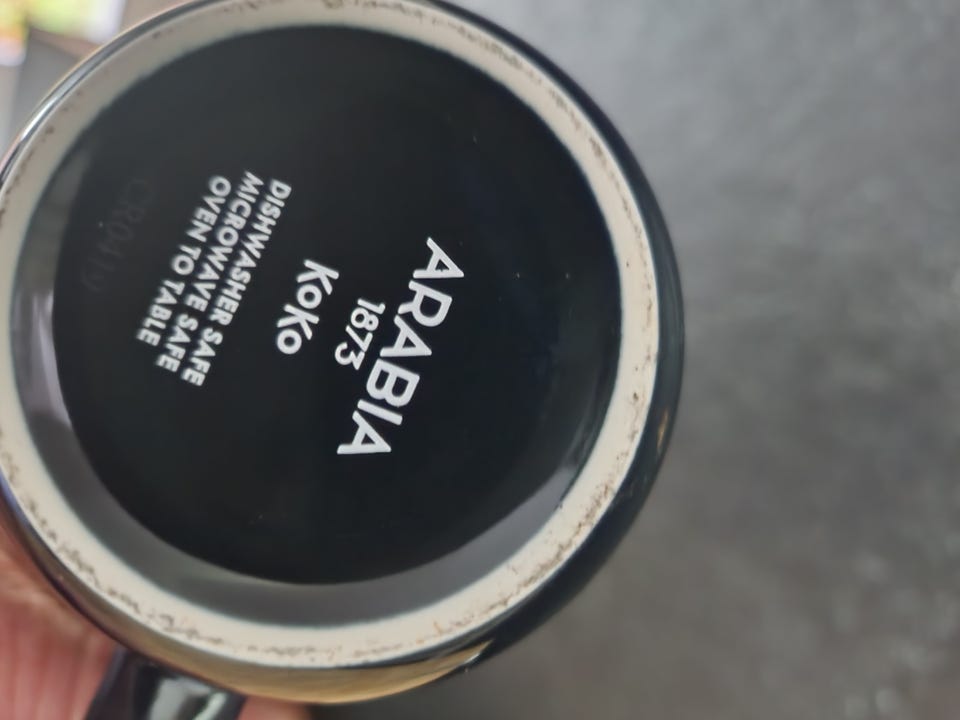 ARABIA
1873
KoKo
DISHWASHER SAFE
MICROWAVE SAFE
OVEN TO TABLE